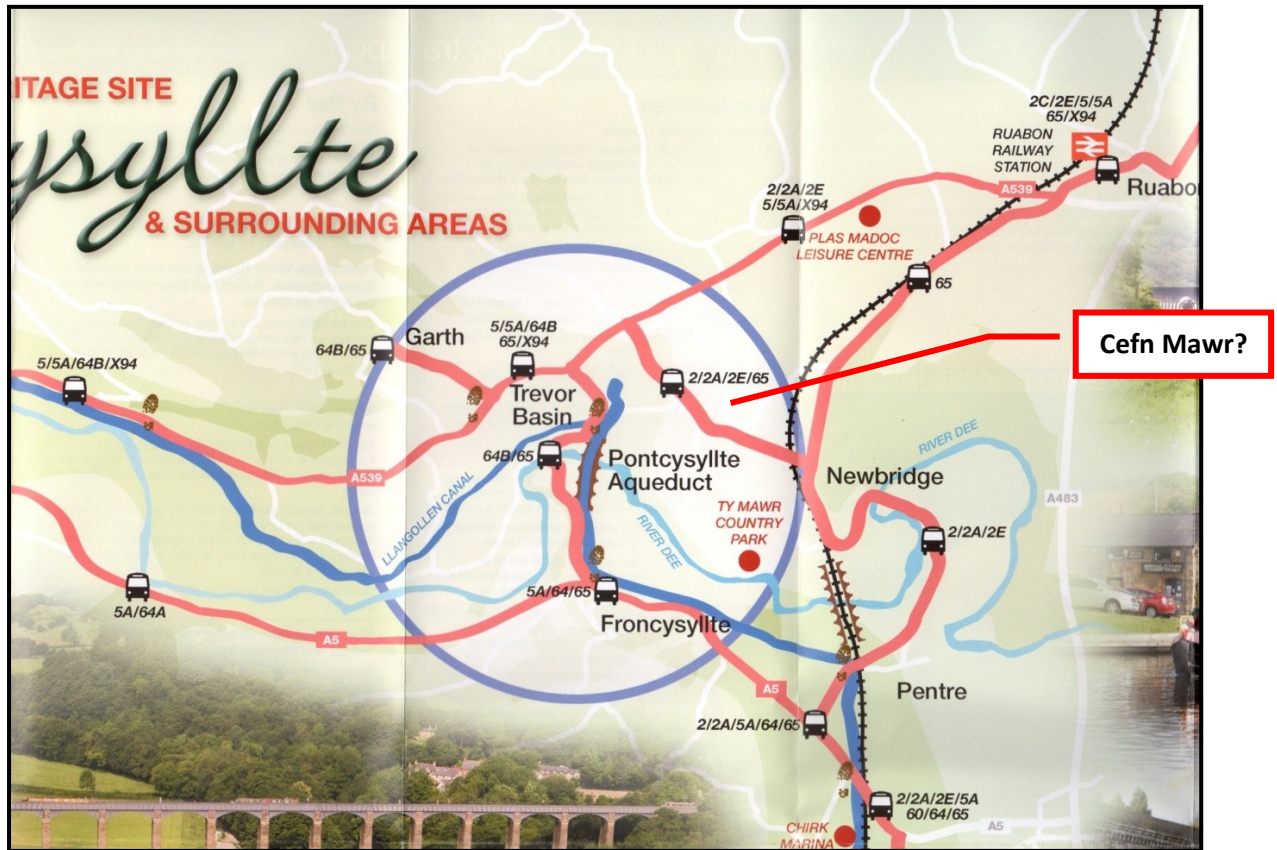 ITAGE SITE
ysyllte
& SURROUNDING AREAS
2C/2E/5/5A
65/X94
RUABON
RAILWAY
STATION
A539
Ruabo
2/2A/2E
5/5A/X94
PLAS MADOC
LEISURE CENTRE
65
Cefn Mawr?
Garth
64B/65
5/5A/64B
65/X94
5/5A/64B/X94
2/2A/2E/65
Trevor
Basin
64B/65
Pontcysyllte
Aqueduct
A539
LLANGOLLEN CANAL
RIVER DEE
TY MAWR
COUNTRY
PARK
Newbridge
RIVER DEE
A483
2/2A/2E
5A/64A
5A/64/65
Froncysyllte
A5
A5
Pentre
2/2A/5A/64/65
2/2A/2E/5A
60/64/65
CHIRK
MARINA
A5